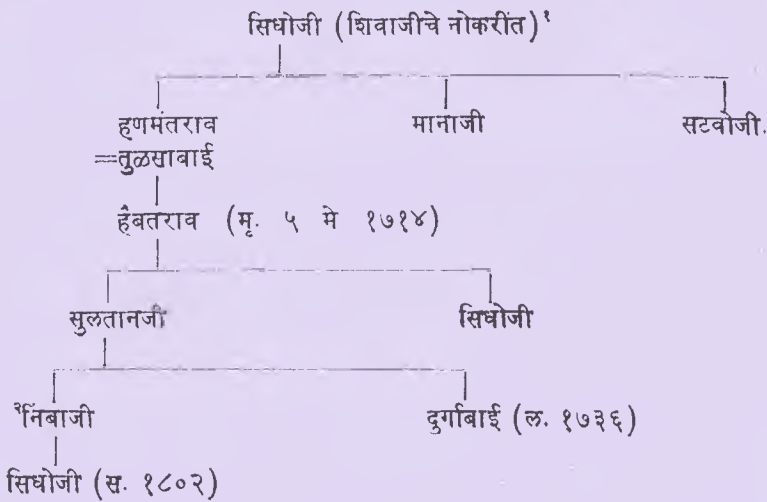 सिधोजी (शिवाजीचे नोकरींत)¹
हणमंतराव मानाजी सटवोजी.
=तुळसाबाई
हैबतराव (मृ. ५ मे १७१४)
सुलतानजी सिधोजी
²निंबाजी दुर्गाबाई (ल. १७३६)
सिधोजी (स. १८०२)